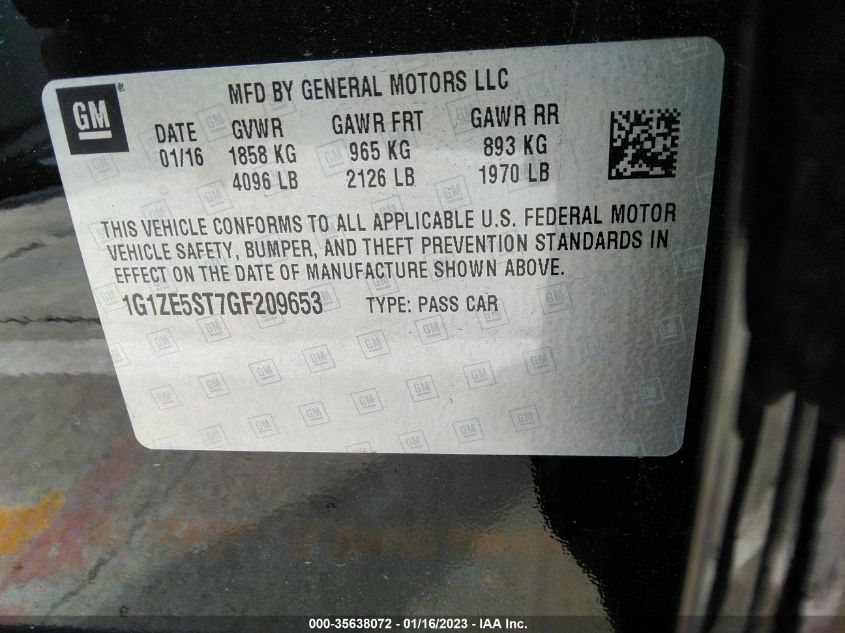 GM
MFD BY GENERAL MOTORS LLC
DATE GVWR GAWR FRT GAWR RR
01/16 1858 KG 965 KG 893 KG
4096 LB 2126 LB 1970 LB
THIS VEHICLE CONFORMS TO ALL APPLICABLE U.S. FEDERAL MOTOR
VEHICLE SAFETY, BUMPER, AND THEFT PREVENTION STANDARDS IN
EFFECT ON THE DATE OF MANUFACTURE SHOWN ABOVE.
1G1ZE5ST7GF209653 TYPE: PASS CAR
000-35638072 - 01/16/2023 - IAA Inc.